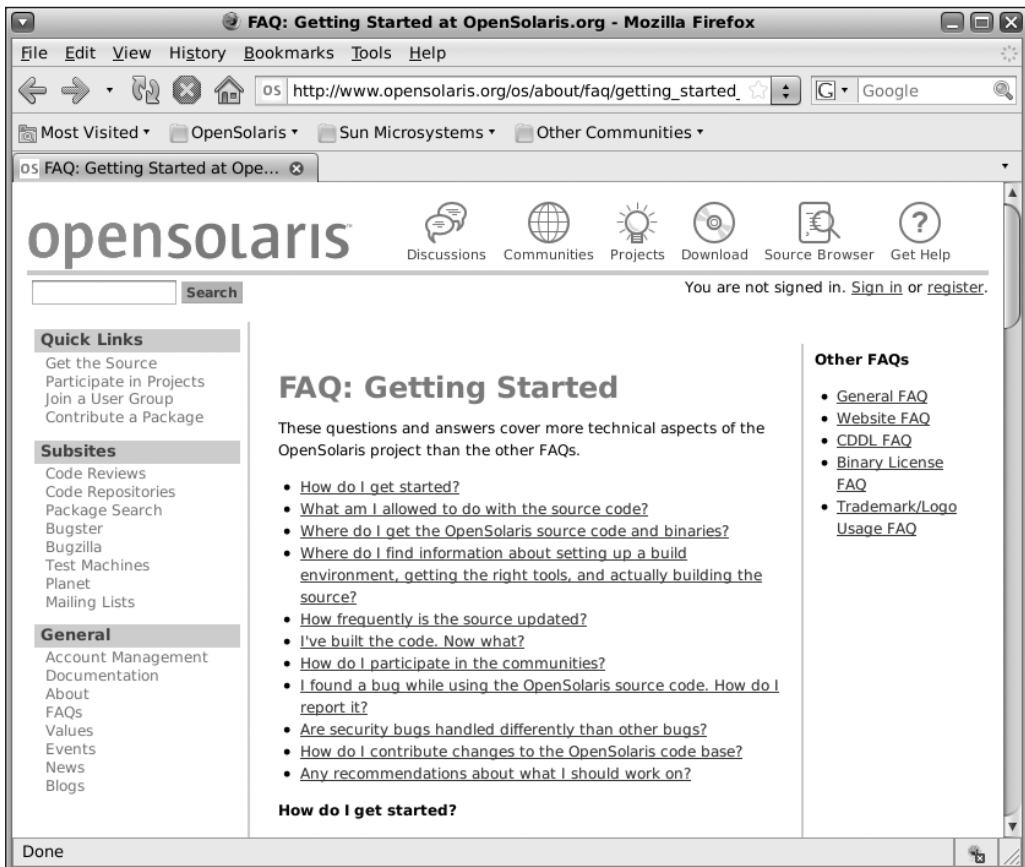 FAQ: Getting Started at OpenSolaris.org - Mozilla Firefox
File Edit View History Bookmarks Tools Help
OS http://www.opensolaris.org/os/about/faq/getting_started_ G Google
Most Visited OpenSolaris Sun Microsystems Other Communities
OS FAQ: Getting Started at Ope...
opensolaris
Discussions Communities Projects Download Source Browser Get Help
Search
You are not signed in. Sign in or register.
Quick Links
Get the Source
Participate in Projects
Join a User Group
Contribute a Package
Subsites
Code Reviews
Code Repositories
Package Search
Bugster
Bugzilla
Test Machines
Planet
Mailing Lists
General
Account Management
Documentation
About
FAQs
Values
Events
News
Blogs
FAQ: Getting Started
These questions and answers cover more technical aspects of the
OpenSolaris project than the other FAQs.
• How do I get started?
• What am I allowed to do with the source code?
• Where do I get the OpenSolaris source code and binaries?
• Where do I find information about setting up a build
environment, getting the right tools, and actually building the
source?
• How frequently is the source updated?
• I've built the code. Now what?
• How do I participate in the communities?
• I found a bug while using the OpenSolaris source code. How do I
report it?
• Are security bugs handled differently than other bugs?
• How do I contribute changes to the OpenSolaris code base?
• Any recommendations about what I should work on?
How do I get started?
Other FAQs
• General FAQ
• Website FAQ
• CDDL FAQ
• Binary License
FAQ
• Trademark/Logo
Usage FAQ
Done